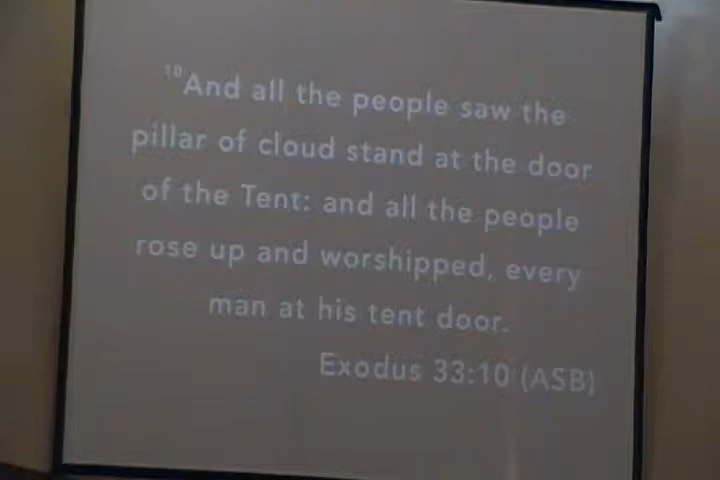 ¹⁰And all the people saw the
pillar of cloud stand at the door
of the Tent: and all the people
rose up and worshipped, every
man at his tent door.
Exodus 33:10 (ASB)